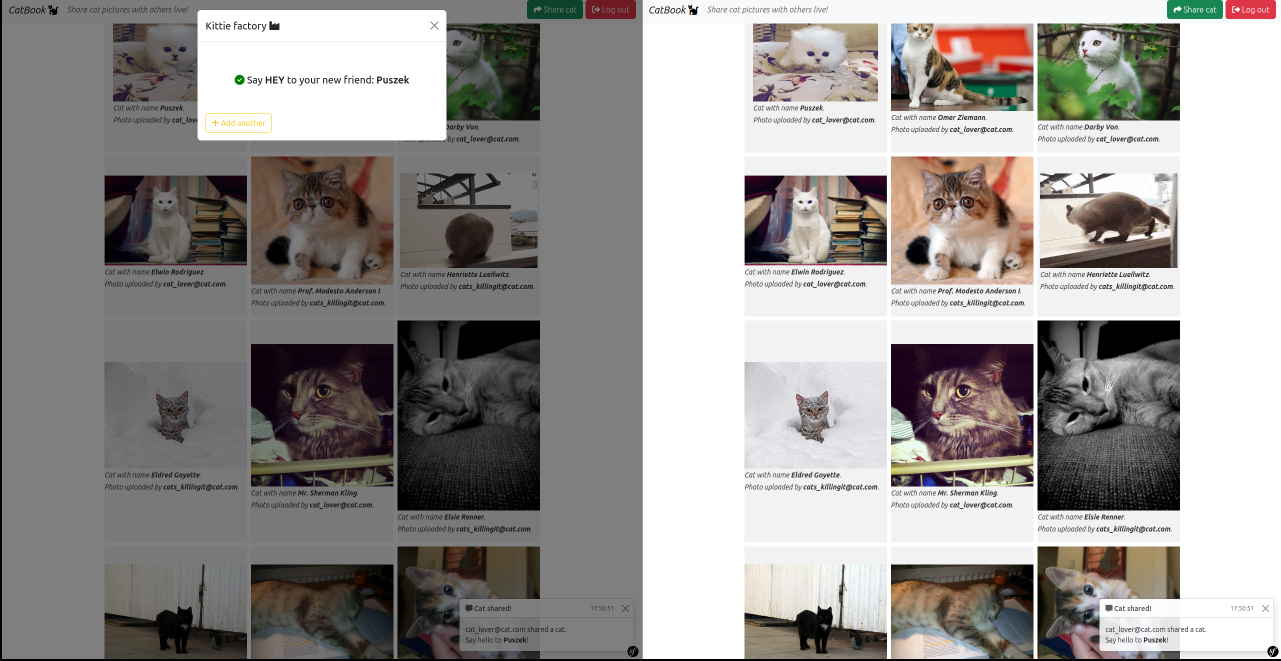 CatBook Share cat pictures with others live!
Share cat Log out
Kittie factory
Say HEY to your new friend: Puszek
+ Add another
Cat with name Puszek.
Photo uploaded by cat_lo
Darby Von.
cat_lover@cat.com.
Cat with name Elwin Rodriguez.
Photo uploaded by cat_lover@cat.com.
Cat with name Prof. Modesto Anderson I.
Photo uploaded by cats_killingit@cat.com.
Cat with name Henriette Lueilwitz.
Photo uploaded by cats_killingit@cat.com.
Cat with name Eldred Goyette.
Photo uploaded by cats_killingit@cat.com.
Cat with name Mr. Sherman Kling.
Photo uploaded by cat_lover@cat.com.
Cat with name Elsie Renner.
Photo uploaded by cats_killingit@cat.com.
Cat shared! 17:50:51
cat_lover@cat.com shared a cat.
Say hello to Puszek!
sf
CatBook Share cat pictures with others live!
Share cat Log out
Cat with name Puszek.
Photo uploaded by cat_lover@cat.com.
Cat with name Omer Ziemann.
Photo uploaded by cat_lover@cat.com.
Cat with name Darby Von.
Photo uploaded by cat_lover@cat.com.
Cat with name Elwin Rodriguez.
Photo uploaded by cat_lover@cat.com.
Cat with name Prof. Modesto Anderson I.
Photo uploaded by cats_killingit@cat.com.
Cat with name Henriette Lueilwitz.
Photo uploaded by cats_killingit@cat.com.
Cat with name Eldred Goyette.
Photo uploaded by cats_killingit@cat.com.
Cat with name Mr. Sherman Kling.
Photo uploaded by cat_lover@cat.com.
Cat with name Elsie Renner.
Photo uploaded by cats_killingit@cat.com.
Cat shared! 17:50:51
cat_lover@cat.com shared a cat.
Say hello to Puszek!
sf